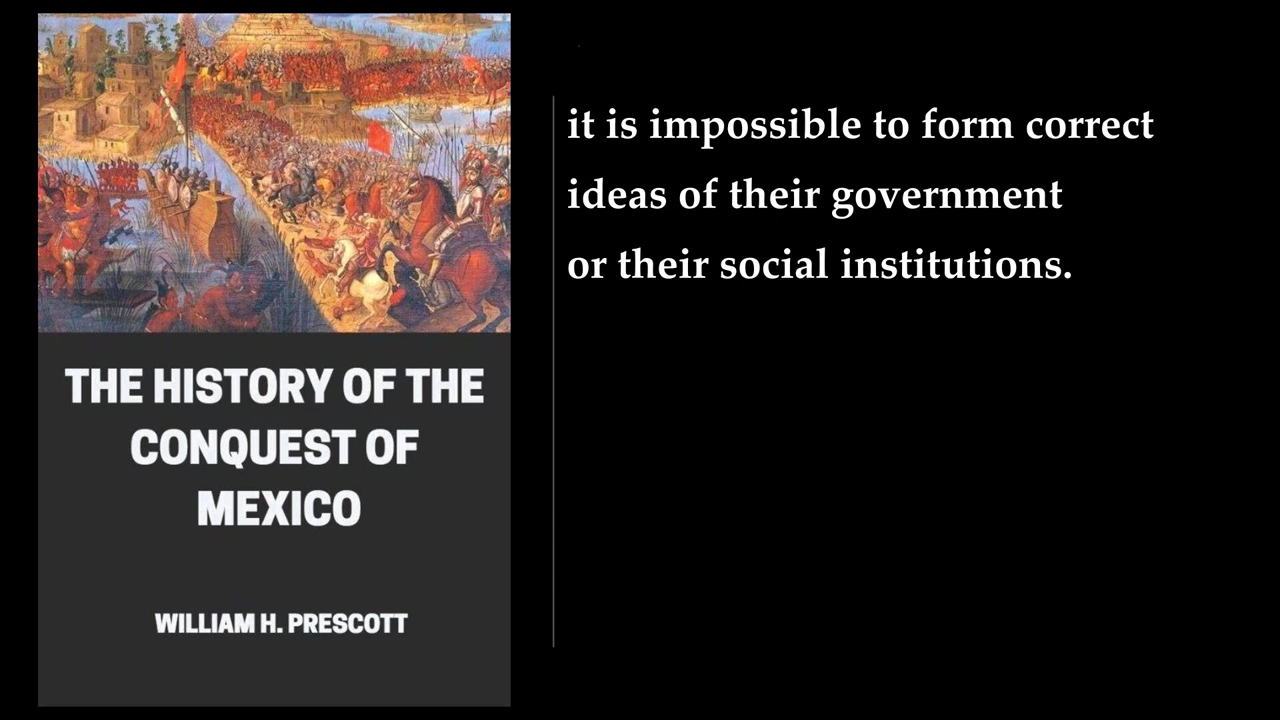 THE HISTORY OF THE
CONQUEST OF
MEXICO
WILLIAM H. PRESCOTT
it is impossible to form correct
ideas of their government
or their social institutions.